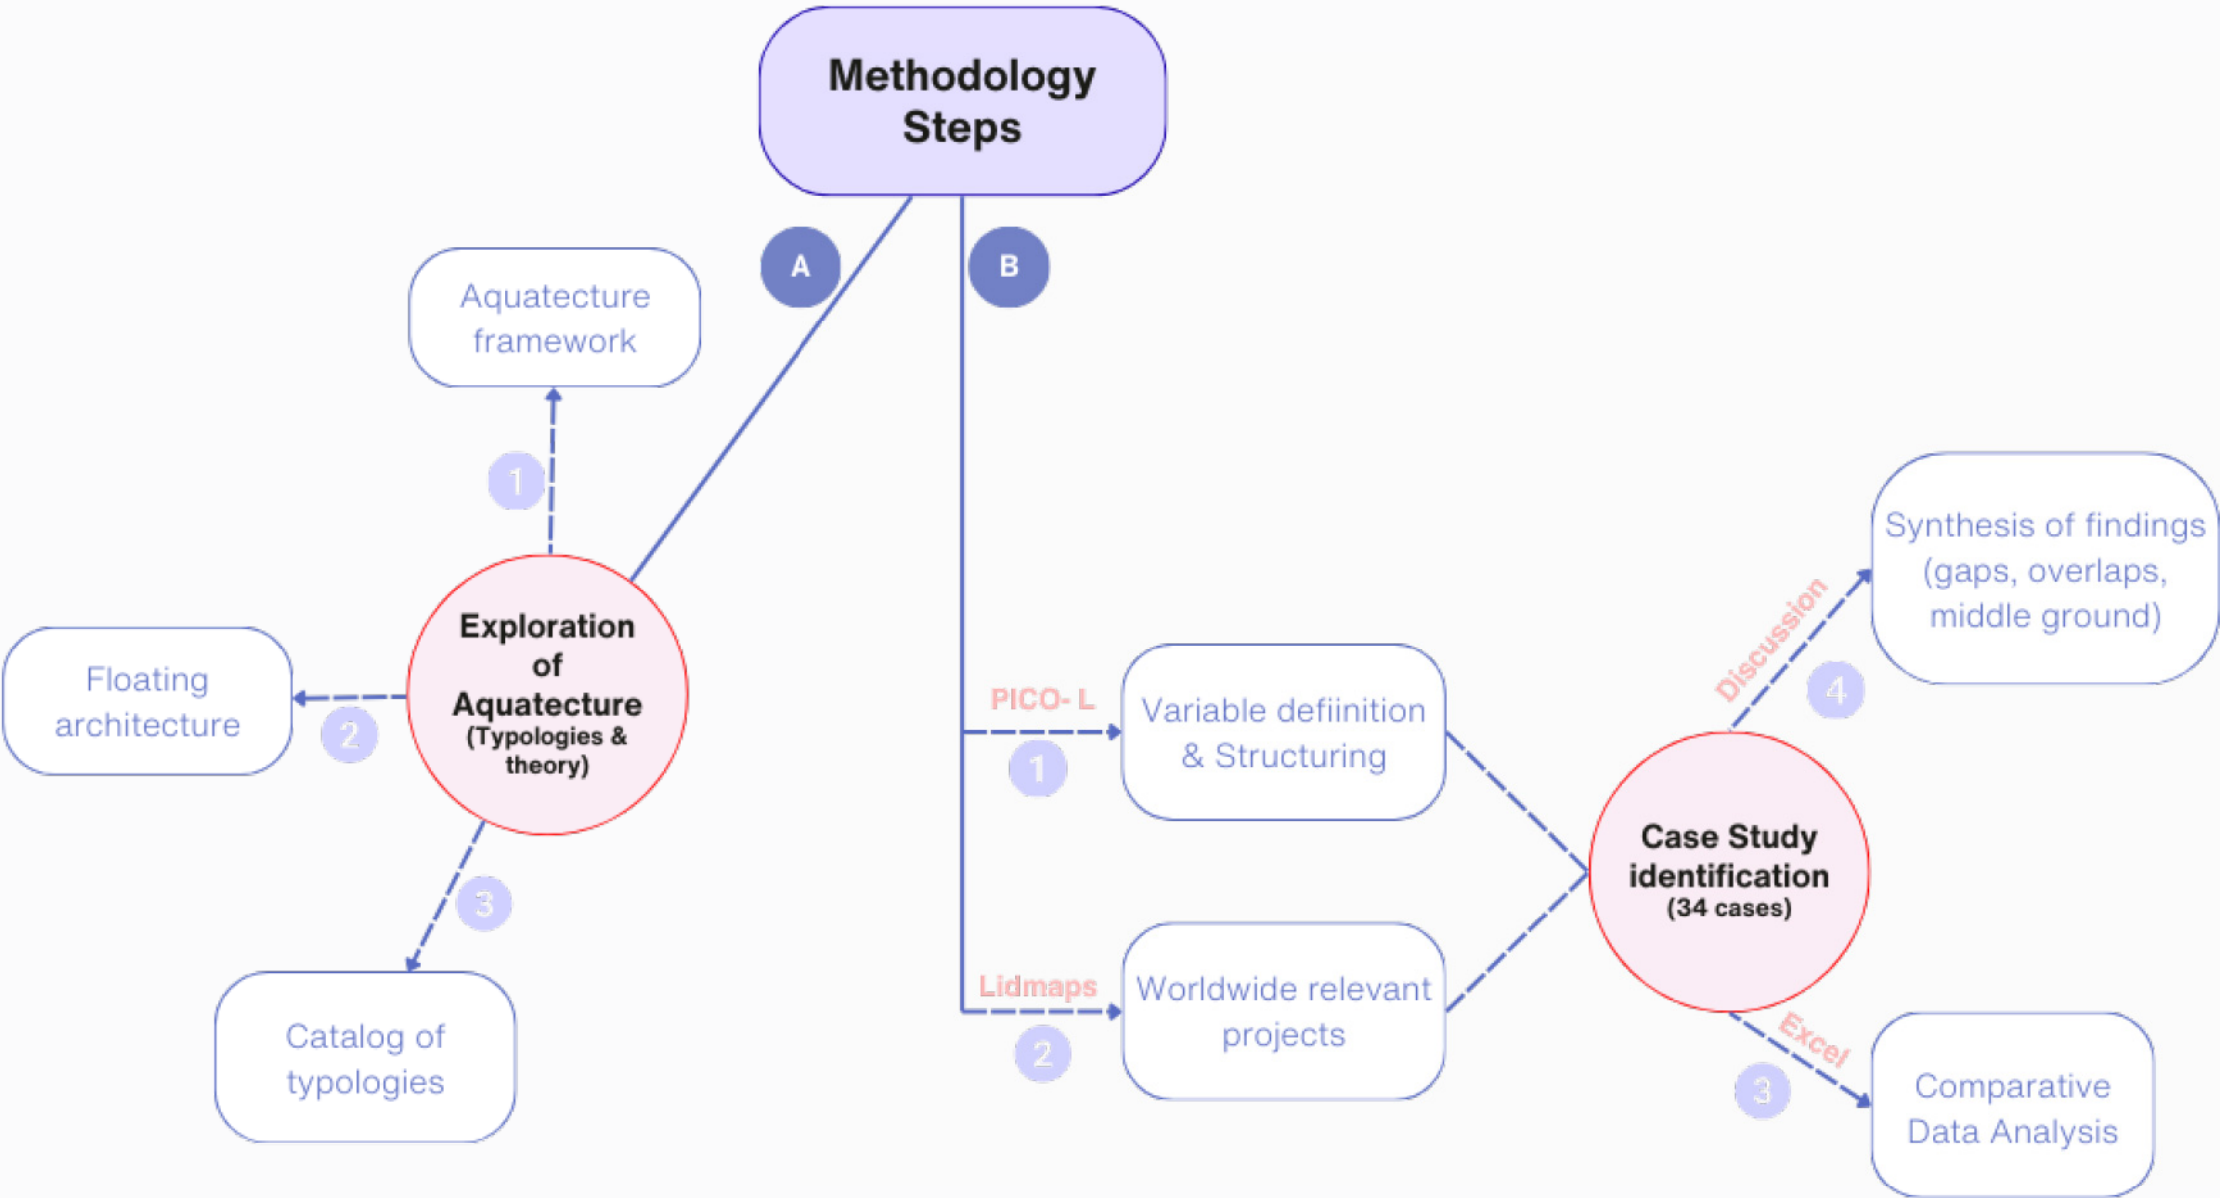 Methodology
Steps
A
B
Aquatecture
framework
1
Exploration
of
Aquatecture
(Typologies &
theory)
Floating
architecture
2
3
Catalog of
typologies
PICO- L
1
Variable defiinition
& Structuring
Lidmaps
2
Worldwide relevant
projects
Case Study
identification
(34 cases)
Discussion
4
Synthesis of findings
(gaps, overlaps,
middle ground)
Excel
3
Comparative
Data Analysis